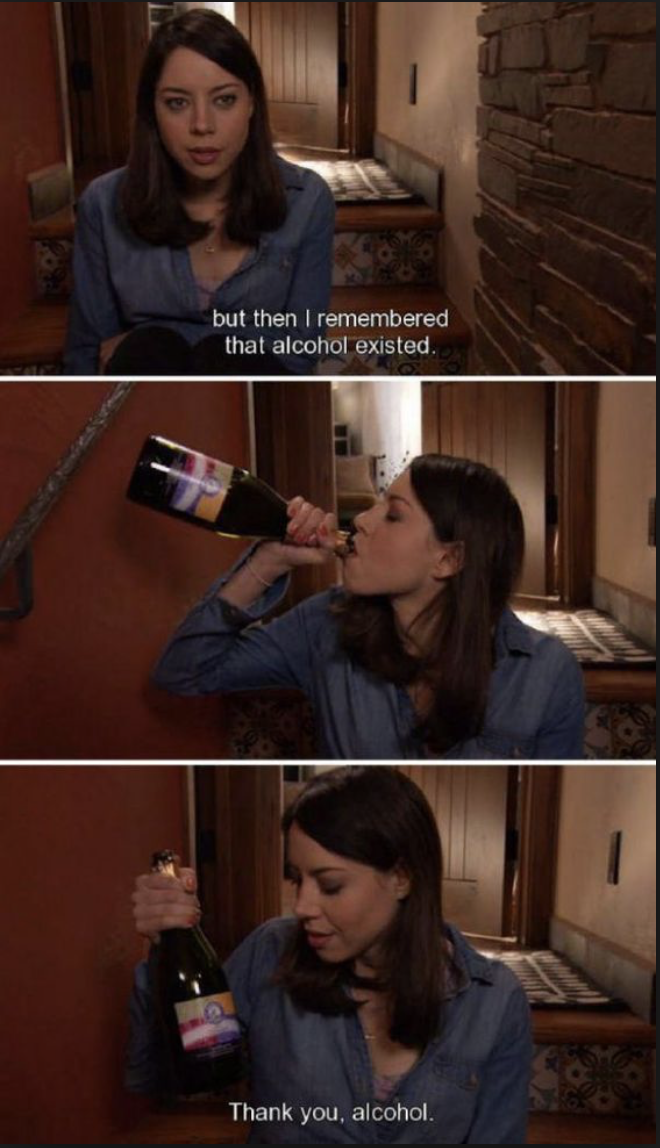 but then I remembered
that alcohol existed.
Thank you, alcohol.